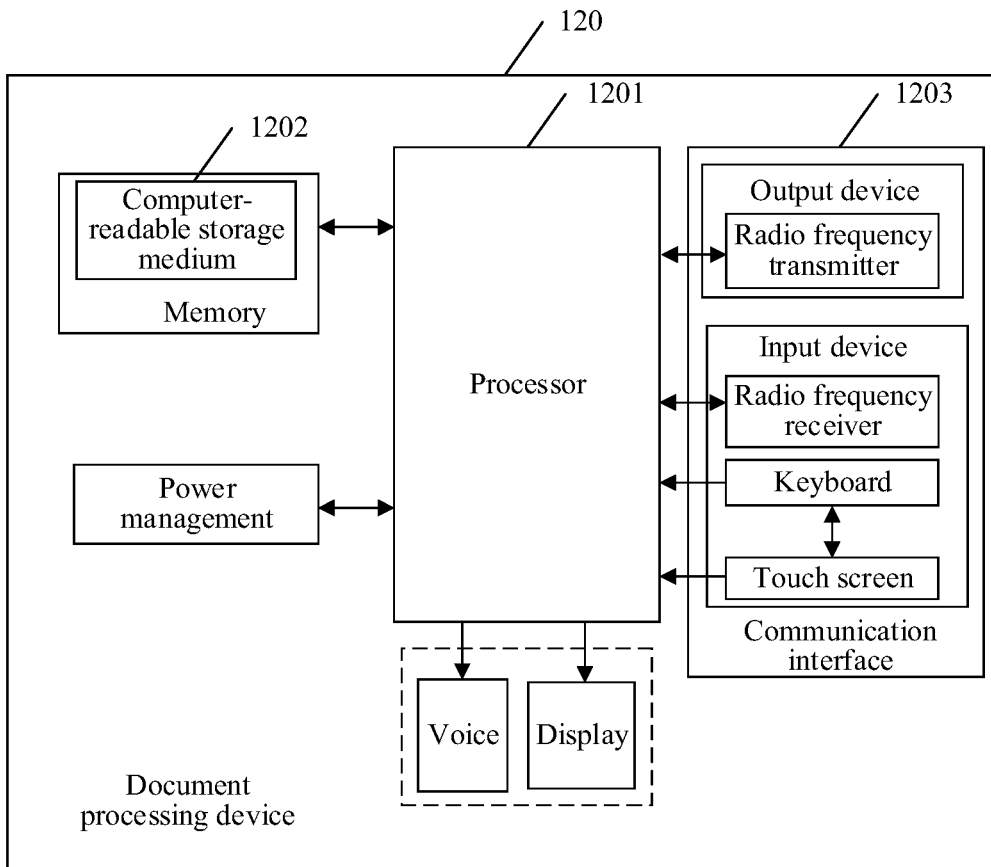 120
1201
1203
1202
Computer-
readable storage
medium
Memory
Output device
Radio frequency
transmitter
Processor
Input device
Radio frequency
receiver
Keyboard
Touch screen
Communication
interface
Power
management
Voice
Display
Document
processing device